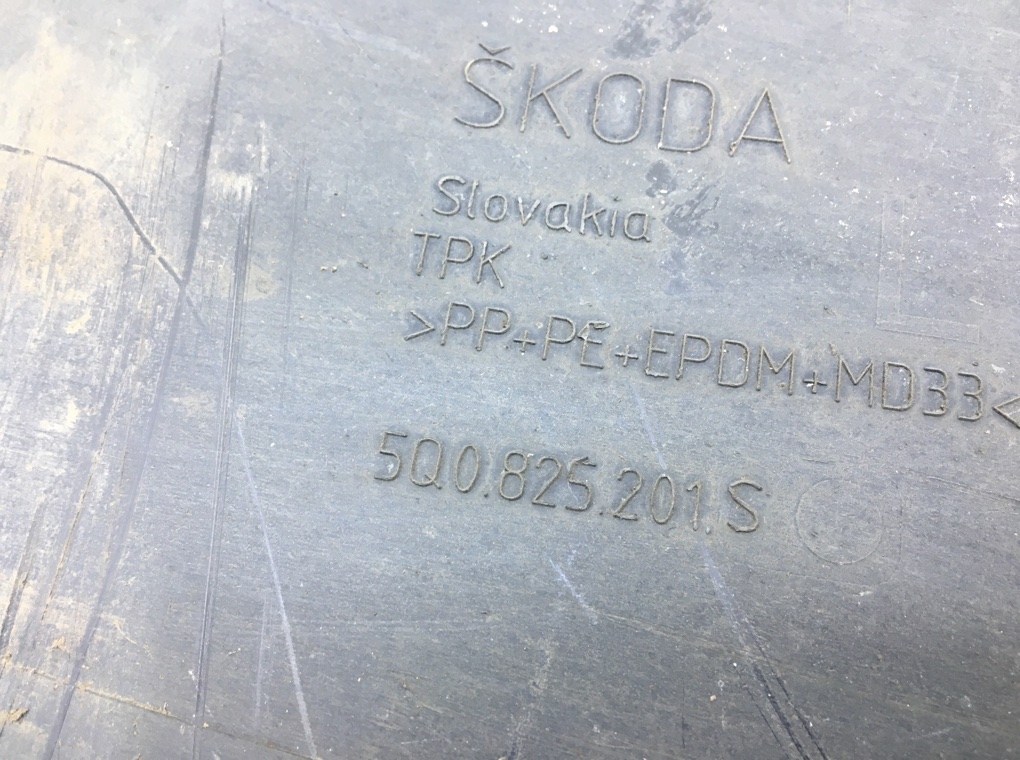 ŠKODA
Slovakia
TPK
>PP+PE+EPDM+MD33<
5Q0.825.201.S